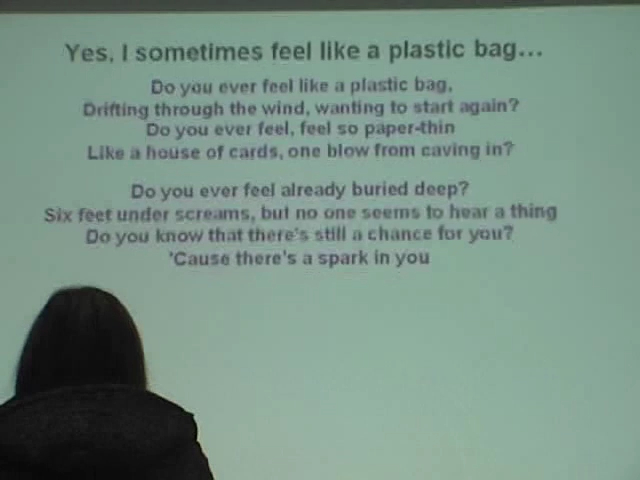 Yes, I sometimes feel like a plastic bag...
Do you ever feel like a plastic bag,
Drifting through the wind, wanting to start again?
Do you ever feel, feel so paper-thin
Like a house of cards, one blow from caving in?
Do you ever feel already buried deep?
Six feet under screams, but no one seems to hear a thing
Do you know that there's still a chance for you?
'Cause there's a spark in you